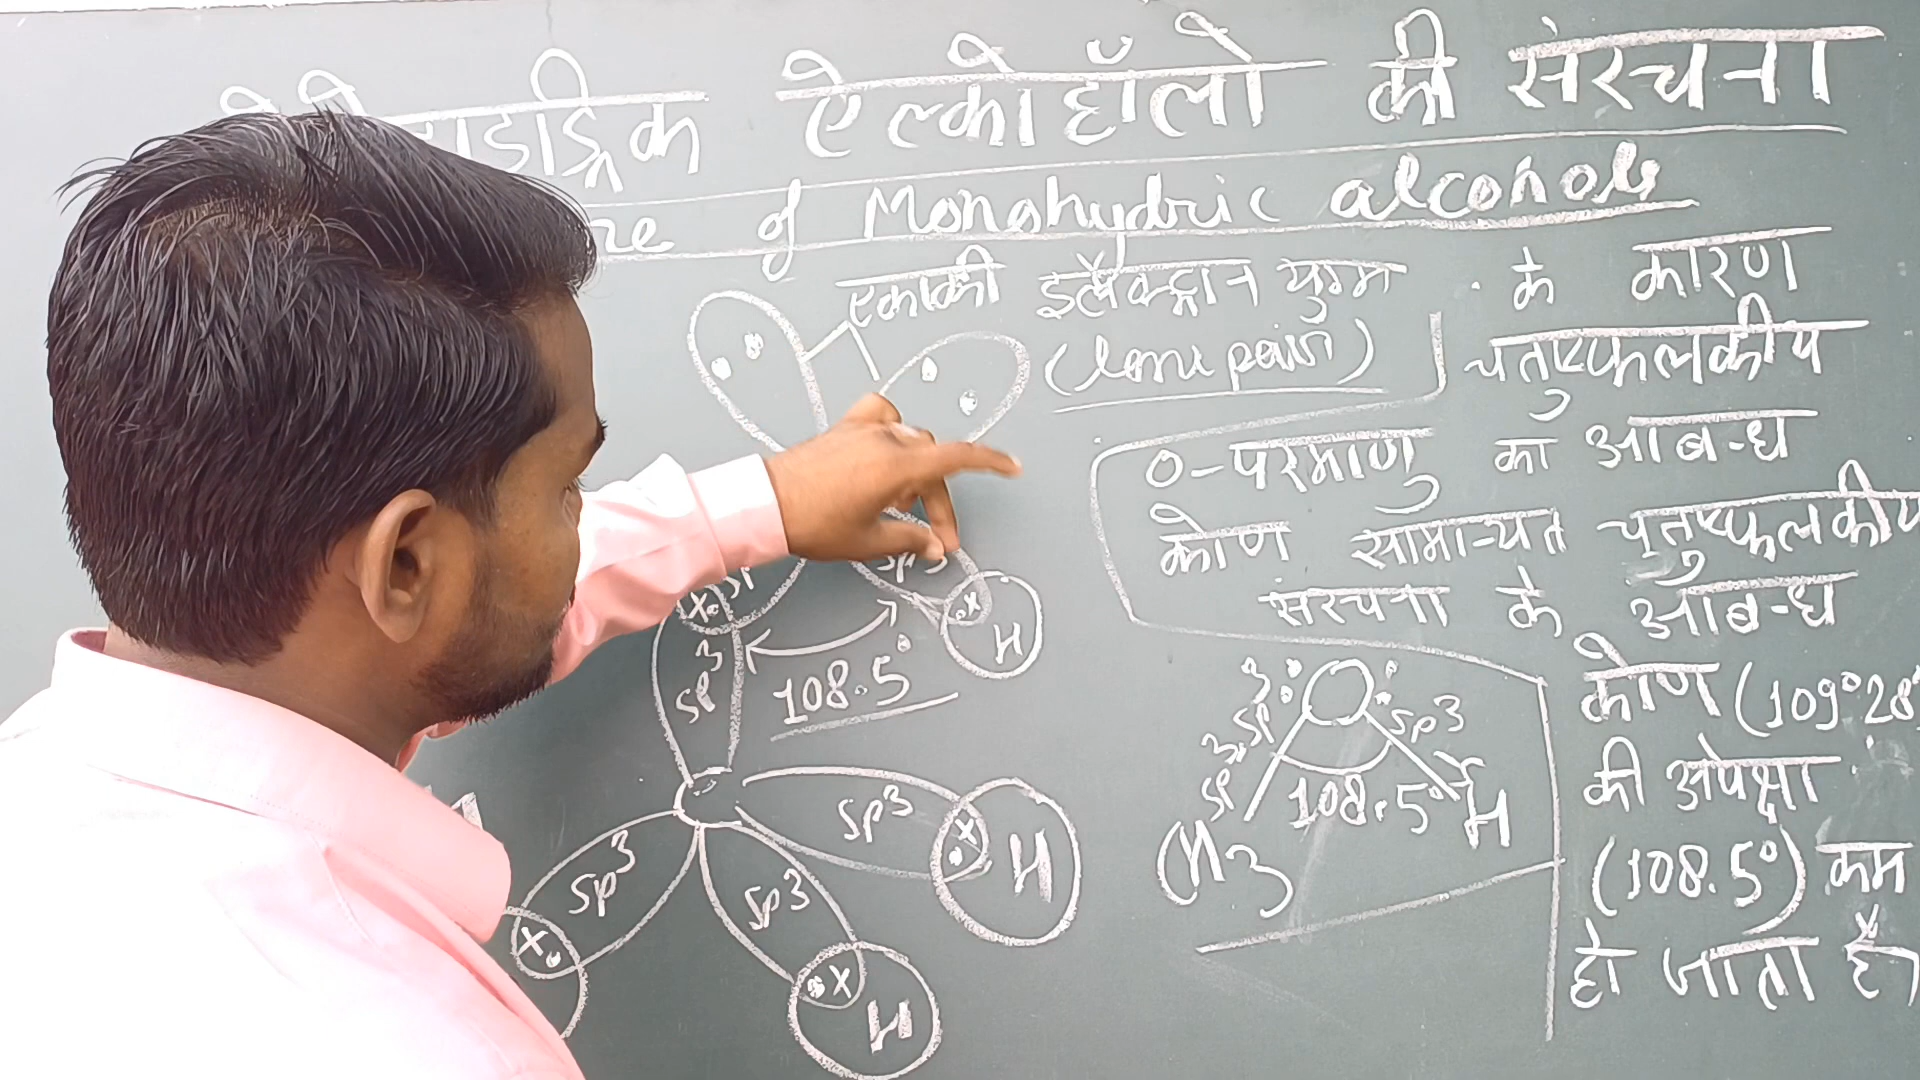 ऐल्कोहॉलो की संरचना
of Monohydric alcohols
एकाकी इलैक्ट्रान युग्म के कारण
(lone pair) चतुष्फलकीय
O-परमाणु का आबन्ध
कोण सामान्यत चतुष्फलकीय
संरचना के आबन्ध
कोण (109°28'
की अपेक्षा
(108.5°) कम
हो जाता है।
sp3
H
sp3
108.5°
sp3
H
sp3
sp3
H
sp3
sp3
sp3
108.5°
H
CH3